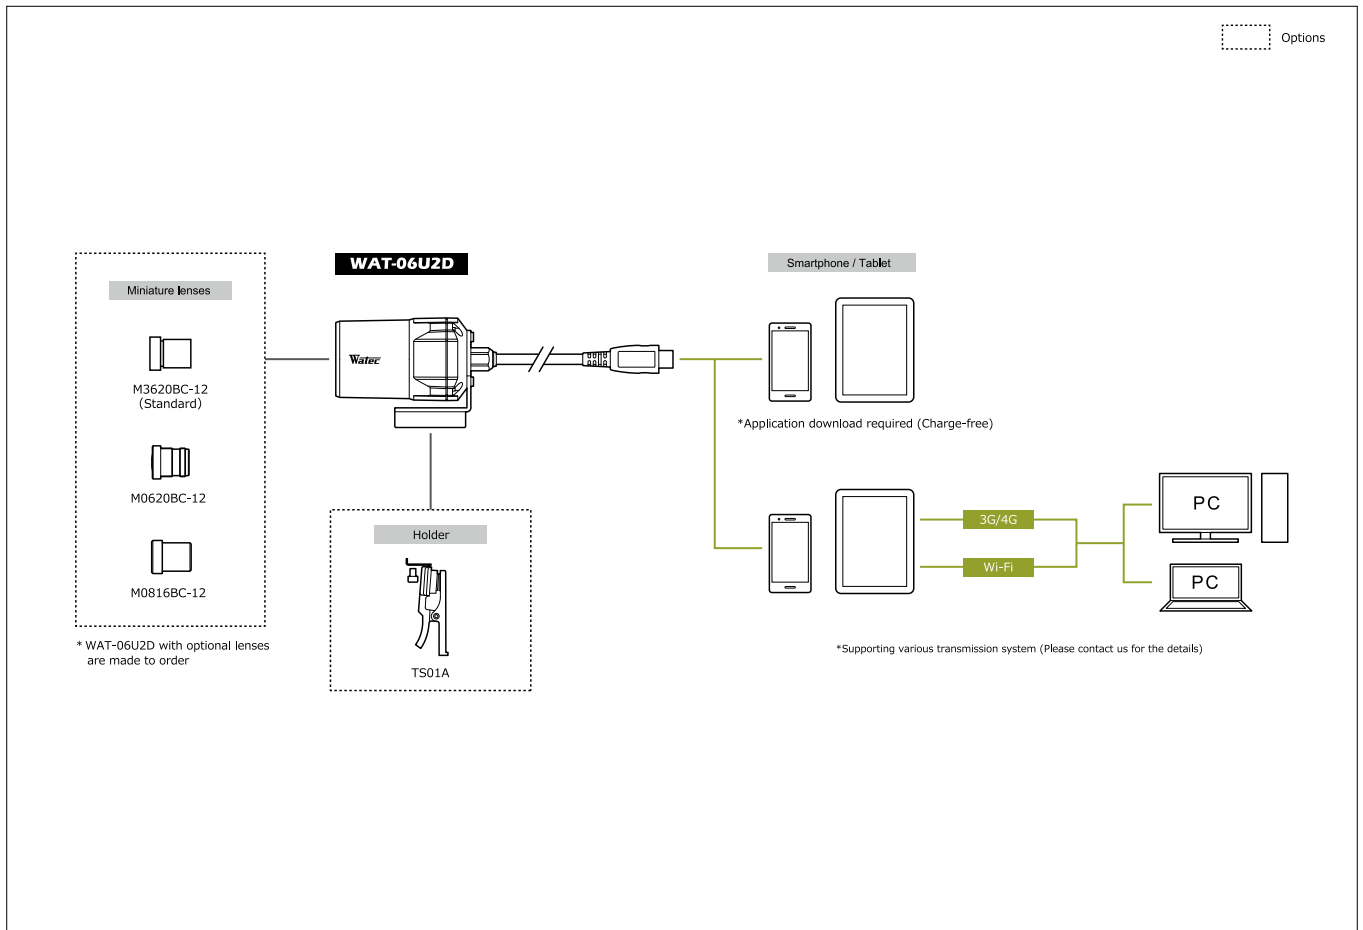 Options
WAT-06U2D
Smartphone / Tablet
Miniature lenses
Watec
M3620BC-12
(Standard)
*Application download required (Charge-free)
M0620BC-12
PC
3G/4G
Holder
Wi-Fi
PC
M0816BC-12
* WAT-06U2D with optional lenses
are made to order
*Supporting various transmission system (Please contact us for the details)
TS01A